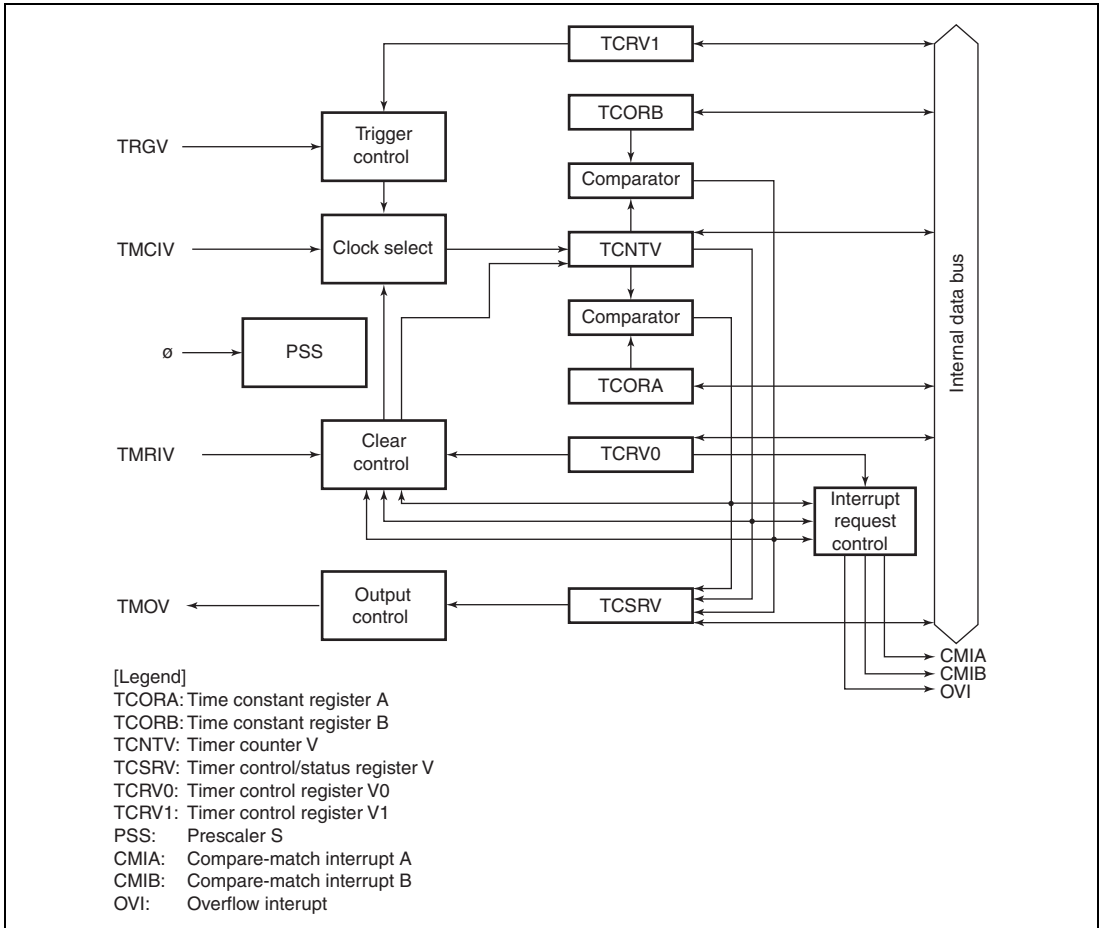 TCRV1
TCORB
Trigger
control
TRGV
Comparator
TMCIV
Clock select
TCNTV
Internal data bus
Comparator
ø
PSS
TCORA
TMRIV
Clear
control
TCRV0
Interrupt
request
control
TMOV
Output
control
TCSRV
CMIA
CMIB
OVI
[Legend]
TCORA: Time constant register A
TCORB: Time constant register B
TCNTV: Timer counter V
TCSRV: Timer control/status register V
TCRV0: Timer control register V0
TCRV1: Timer control register V1
PSS: Prescaler S
CMIA: Compare-match interrupt A
CMIB: Compare-match interrupt B
OVI: Overflow interupt